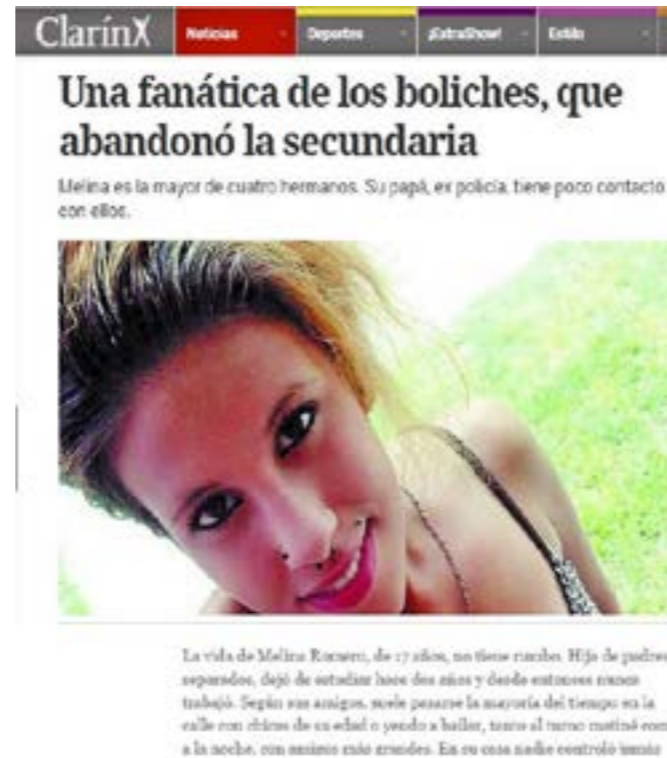 ClarínX
Noticias
Deportes
¡ExtraShow!
Estilo
Una fanática de los boliches, que
abandonó la secundaria
Melina es la mayor de cuatro hermanos. Su papá, ex policía, tiene poco contacto
con ellos.
La vida de Melina Romero, de 17 años, no tiene rumbo. Hija de padres
separados, dejó de estudiar hace dos años y desde entonces nunca
trabajó. Según sus amigos, suele pasarse la mayoría del tiempo en la
calle con chicas de su edad o yendo a bailar, tanto al turno matiné como
a la noche, con amigos más grandes. En su casa nadie controló jamás